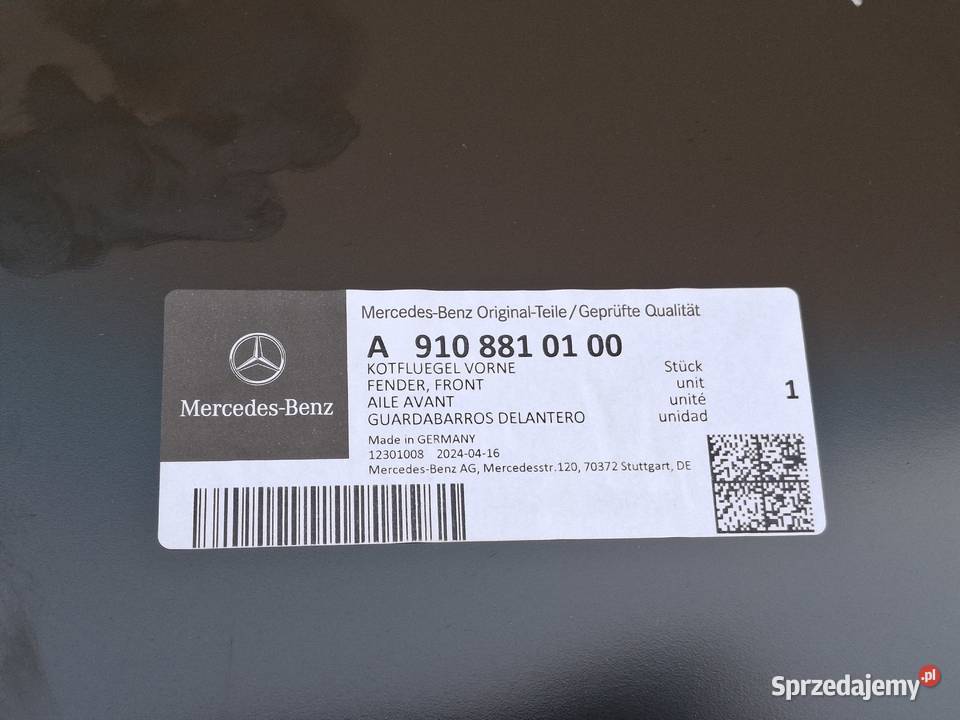 Mercedes-Benz Original-Teile/Geprüfte Qualität
A 910 881 01 00
KOTFLUEGEL VORNE Stück
FENDER, FRONT unit
AILE AVANT unité
GUARDABARROS DELANTERO unidad
1
Mercedes-Benz
Made in GERMANY
12301008 2024-04-16
Mercedes-Benz AG, Mercedesstr.120, 70372 Stuttgart, DE
Sprzedajemy.pl